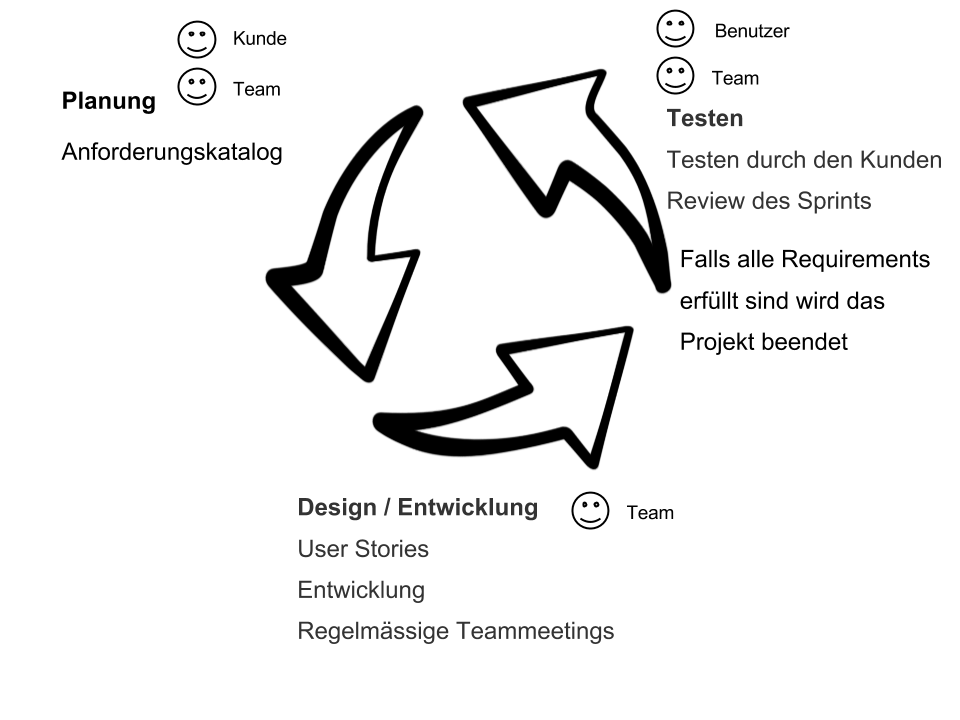 Kunde
Team
Planung
Anforderungskatalog
Benutzer
Team
Testen
Testen durch den Kunden
Review des Sprints
Falls alle Requirements
erfüllt sind wird das
Projekt beendet
Design / Entwicklung
Team
User Stories
Entwicklung
Regelmässige Teammeetings